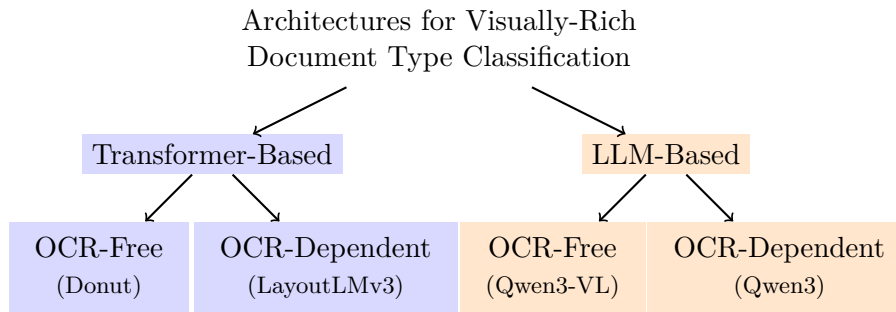 Architectures for Visually-Rich
Document Type Classification
Transformer-Based
LLM-Based
OCR-Free
(Donut)
OCR-Dependent
(LayoutLMv3)
OCR-Free
(Qwen3-VL)
OCR-Dependent
(Qwen3)